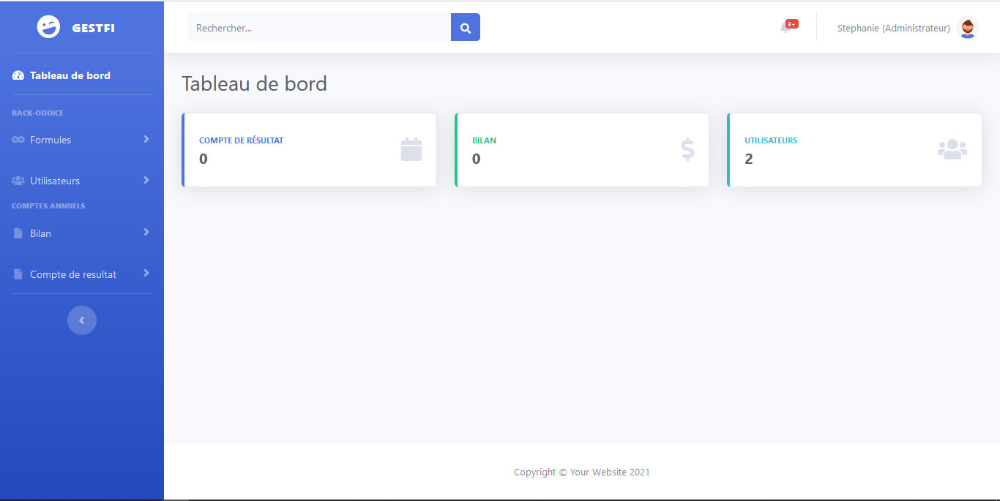 GESTFI
Rechercher...
3+
Stephanie (Administrateur)
Tableau de bord
BACK-ODDICE
Formules
Utilisateurs
COMPTES ANNUELS
Bilan
Compte de resultat
Tableau de bord
COMPTE DE RÉSULTAT
0
BILAN
0
UTILISATEURS
2
Copyright © Your Website 2021